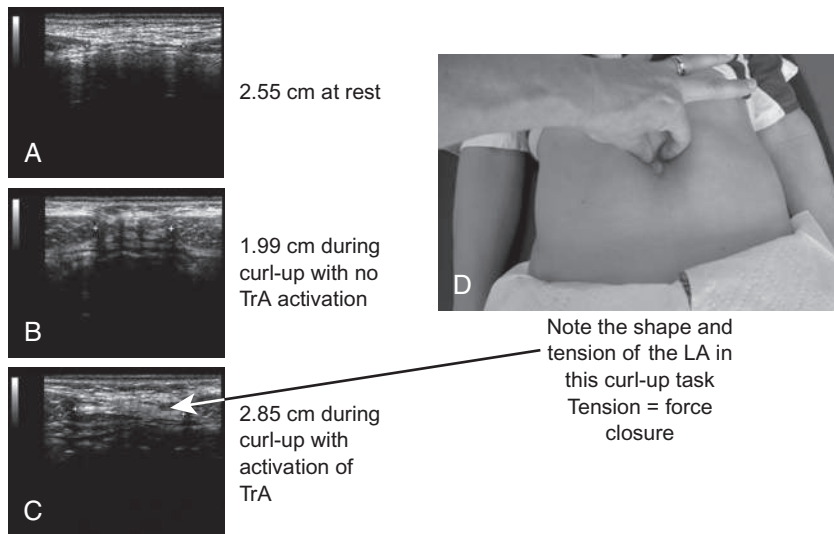 A
2.55 cm at rest
B
1.99 cm during
curl-up with no
TrA activation
C
2.85 cm during
curl-up with
activation of
TrA
D
Note the shape and
tension of the LA in
this curl-up task
Tension = force
closure